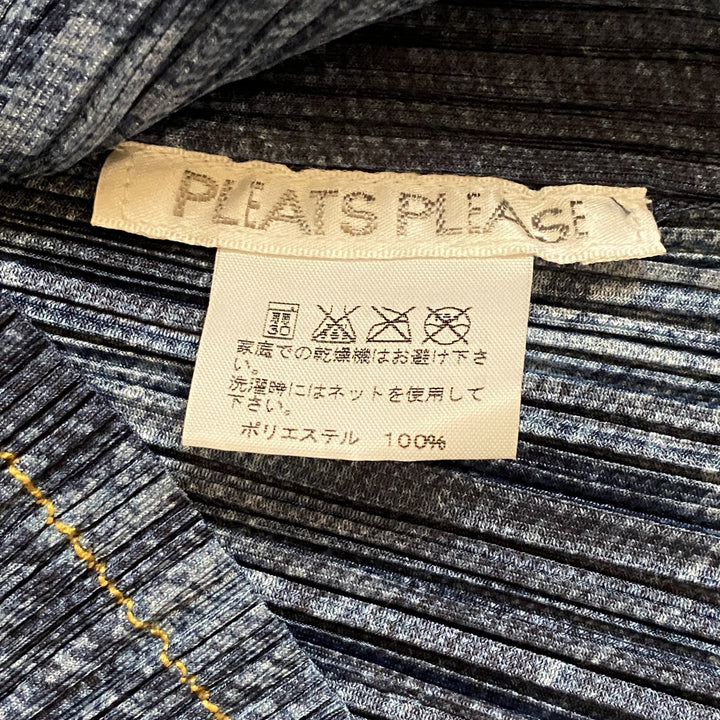 PLEATS PLEASE
弱
30
家庭での乾燥機はお避け下さ
い。
洗濯時にはネットを使用して
下さい。
ポリエステル 100%